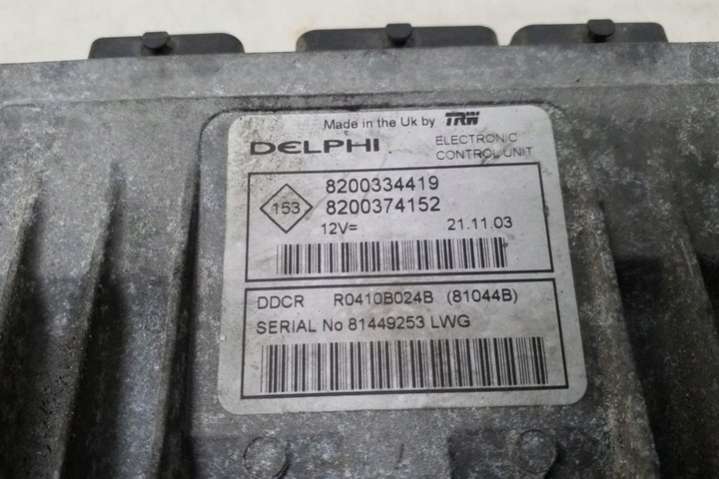 Made in the Uk by TRW
DELPHI ELECTRONIC
CONTROL UNIT
153 8200334419
8200374152
12V= 21.11.03
DDCR R0410B024B (81044B)
SERIAL No 81449253 LWG